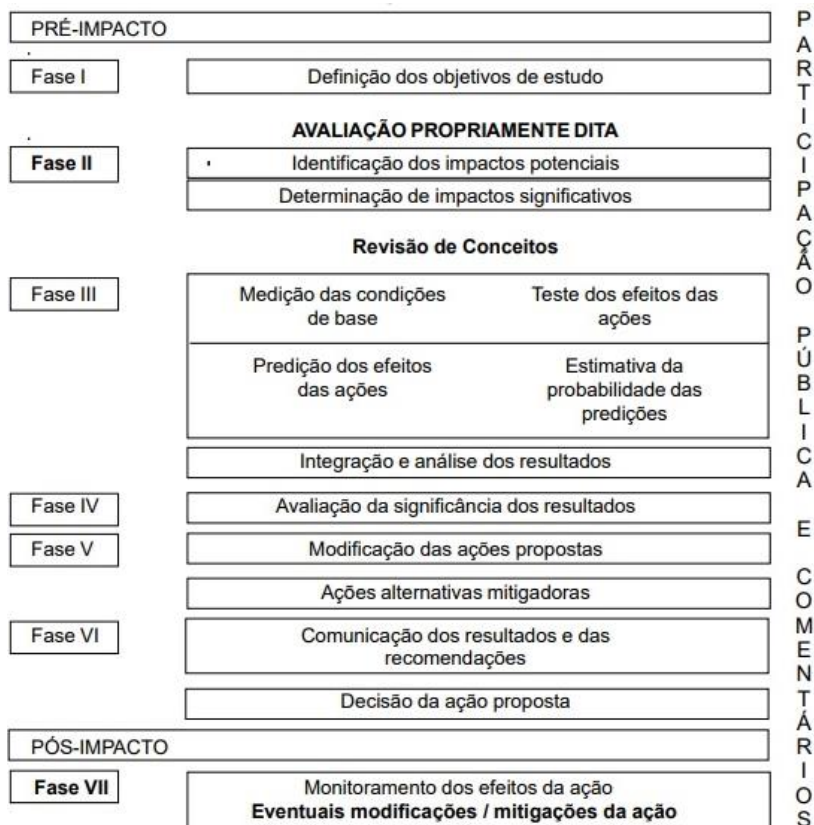 PRÉ-IMPACTO
Fase I
Definição dos objetivos de estudo
AVALIAÇÃO PROPRIAMENTE DITA
Fase II
Identificação dos impactos potenciais
Determinação de impactos significativos
Revisão de Conceitos
Fase III
Medição das condições
de base
Teste dos efeitos das
ações
Predição dos efeitos
das ações
Estimativa da
probabilidade das
predições
Integração e análise dos resultados
Fase IV
Avaliação da significância dos resultados
Fase V
Modificação das ações propostas
Ações alternativas mitigadoras
Fase VI
Comunicação dos resultados e das
recomendações
Decisão da ação proposta
PÓS-IMPACTO
Fase VII
Monitoramento dos efeitos da ação
Eventuais modificações / mitigações da ação
PARTICIPAÇÃO PÚBLICA E COMENTÁRIOS